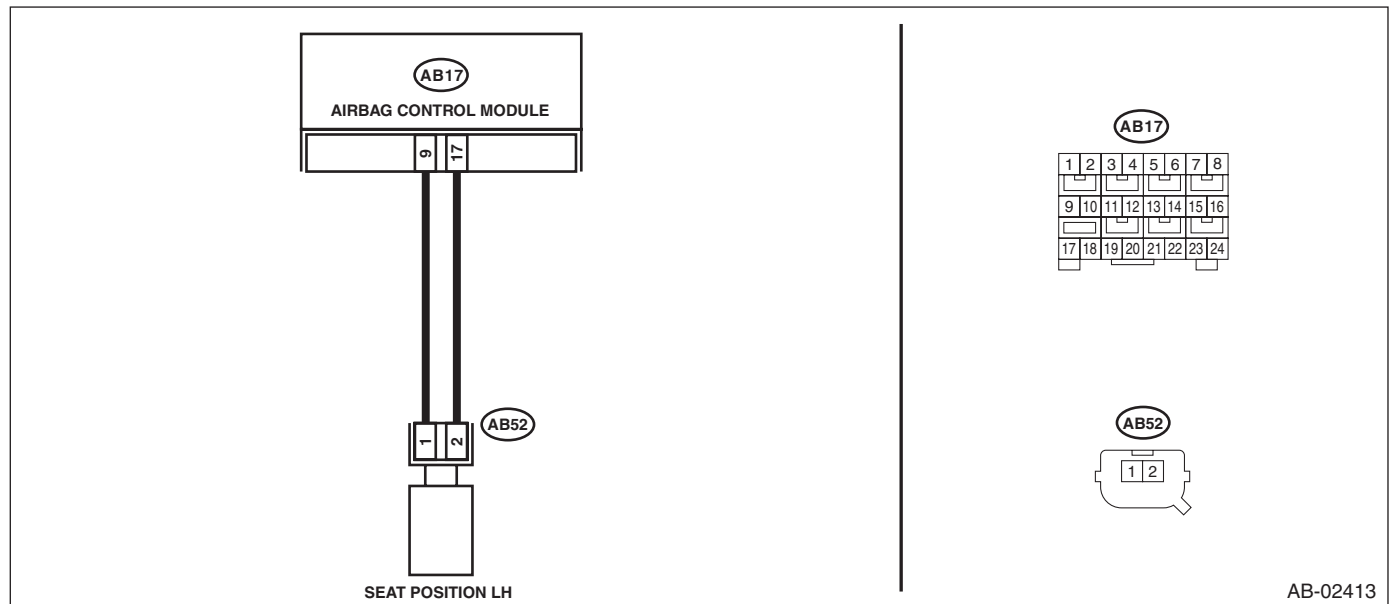 AB17
AIRBAG CONTROL MODULE
9 17
1 2
AB52
SEAT POSITION LH
AB17
1 2 3 4 5 6 7 8
9 10 11 12 13 14 15 16
17 18 19 20 21 22 23 24
AB52
1 2
AB-02413